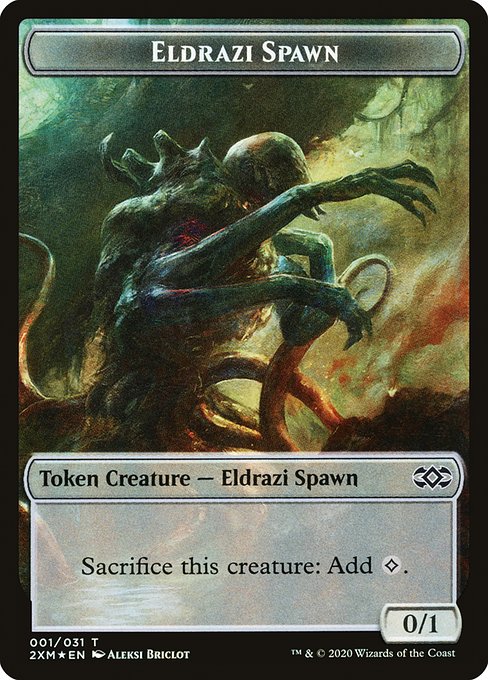 Eldrazi Spawn
Token Creature — Eldrazi Spawn
Sacrifice this creature: Add ◇.
0/1
001/031 T
2XM★EN Aleksi Briclot
™ & © 2020 Wizards of the Coast